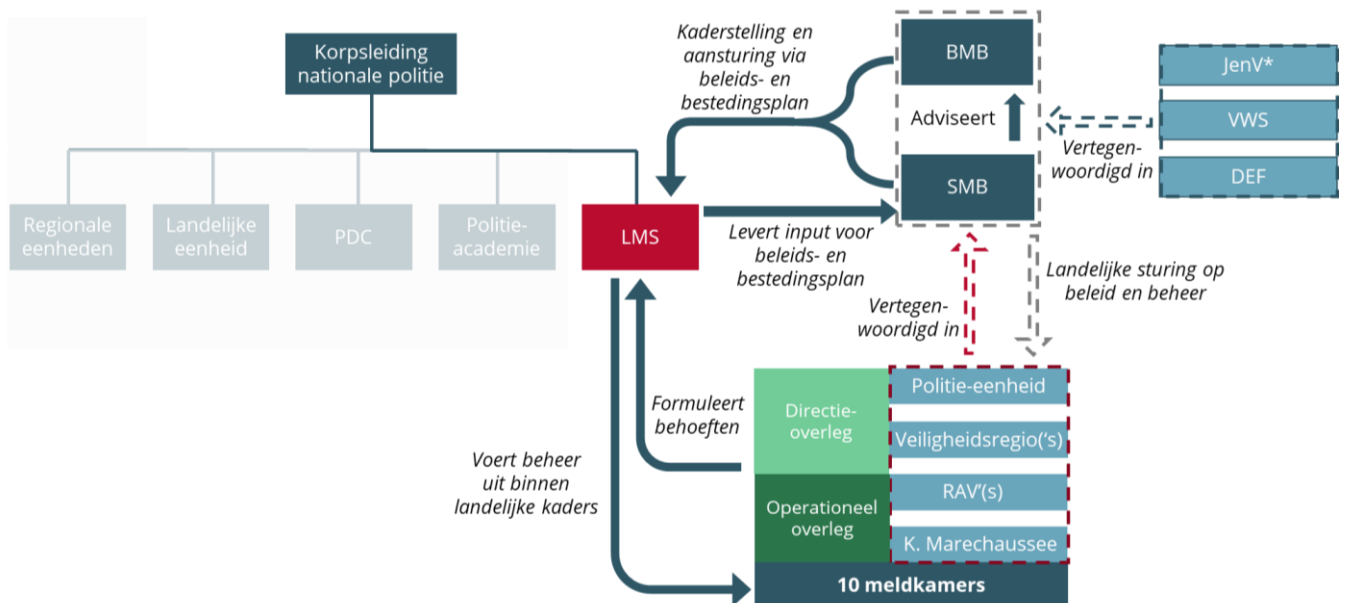 Korpsleiding
nationale politie
Regionale
eenheden
Landelijke
eenheid
PDC
Politie-
academie
LMS
Kaderstelling en
aansturing via
beleids- en
bestedingsplan
BMB
Adviseert
SMB
JenV*
VWS
DEF
Vertegen-
woordigd in
Levert input voor
beleids- en
bestedingsplan
Vertegen-
woordigd in
Landelijke sturing op
beleid en beheer
Formuleert
behoeften
Voert beheer
uit binnen
landelijke kaders
Directie-
overleg
Operationeel
overleg
Politie-eenheid
Veiligheidsregio(‘s)
RAV’(s)
K. Marechaussee
10 meldkamers